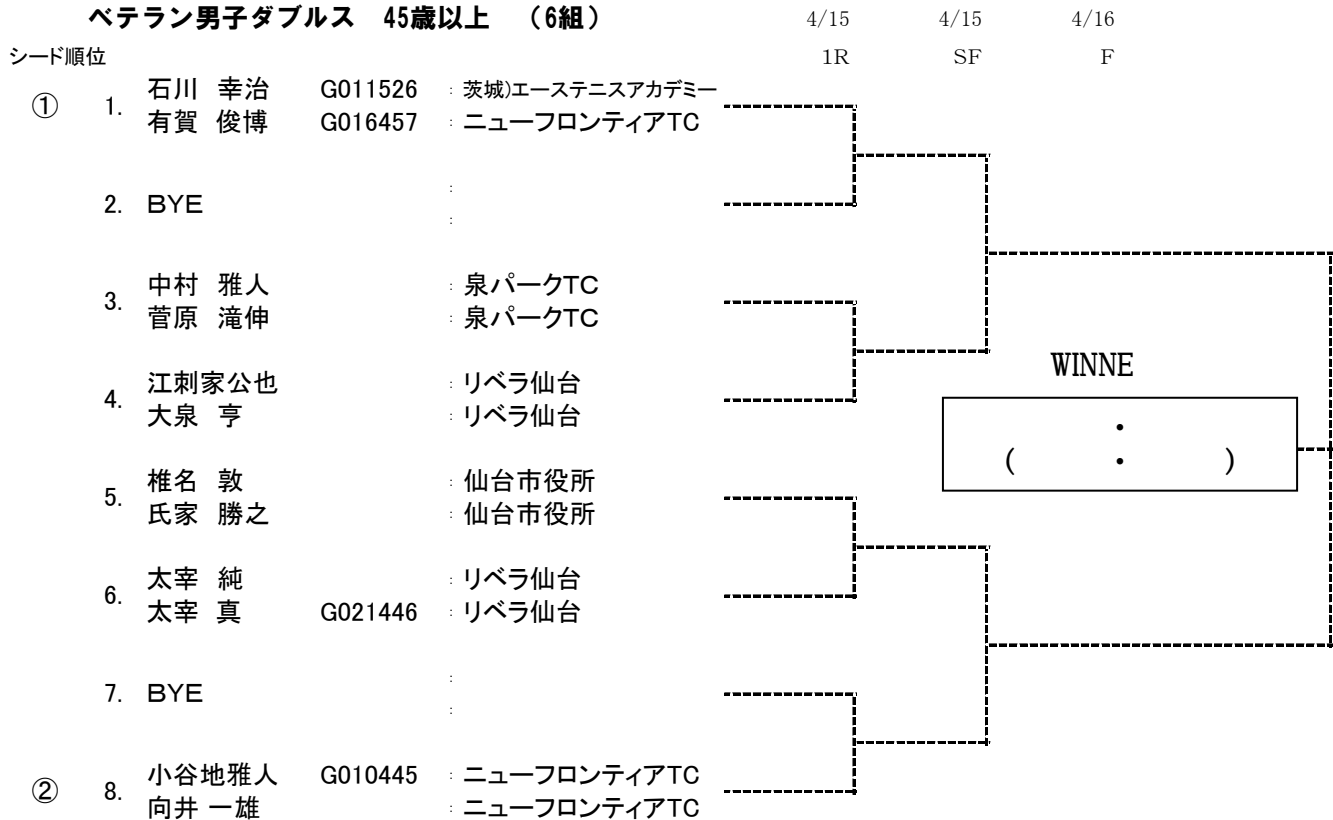 ベテラン男子ダブルス 45歳以上 (6組) 4/15 4/15 4/16
シード順位 1R SF F
① 1. 石川 幸治 G011526 : 茨城)エーステニスアカデミー
有賀 俊博 G016457 : ニューフロンティアTC
2. BYE :
:
3. 中村 雅人 : 泉パークTC
菅原 滝伸 : 泉パークTC
4. 江刺家公也 : リベラ仙台
大泉 亨 : リベラ仙台
WINNE
・
( ・ )
5. 椎名 敦 : 仙台市役所
氏家 勝之 : 仙台市役所
6. 太宰 純 : リベラ仙台
太宰 真 G021446 : リベラ仙台
7. BYE :
:
② 8. 小谷地雅人 G010445 : ニューフロンティアTC
向井 一雄 : ニューフロンティアTC